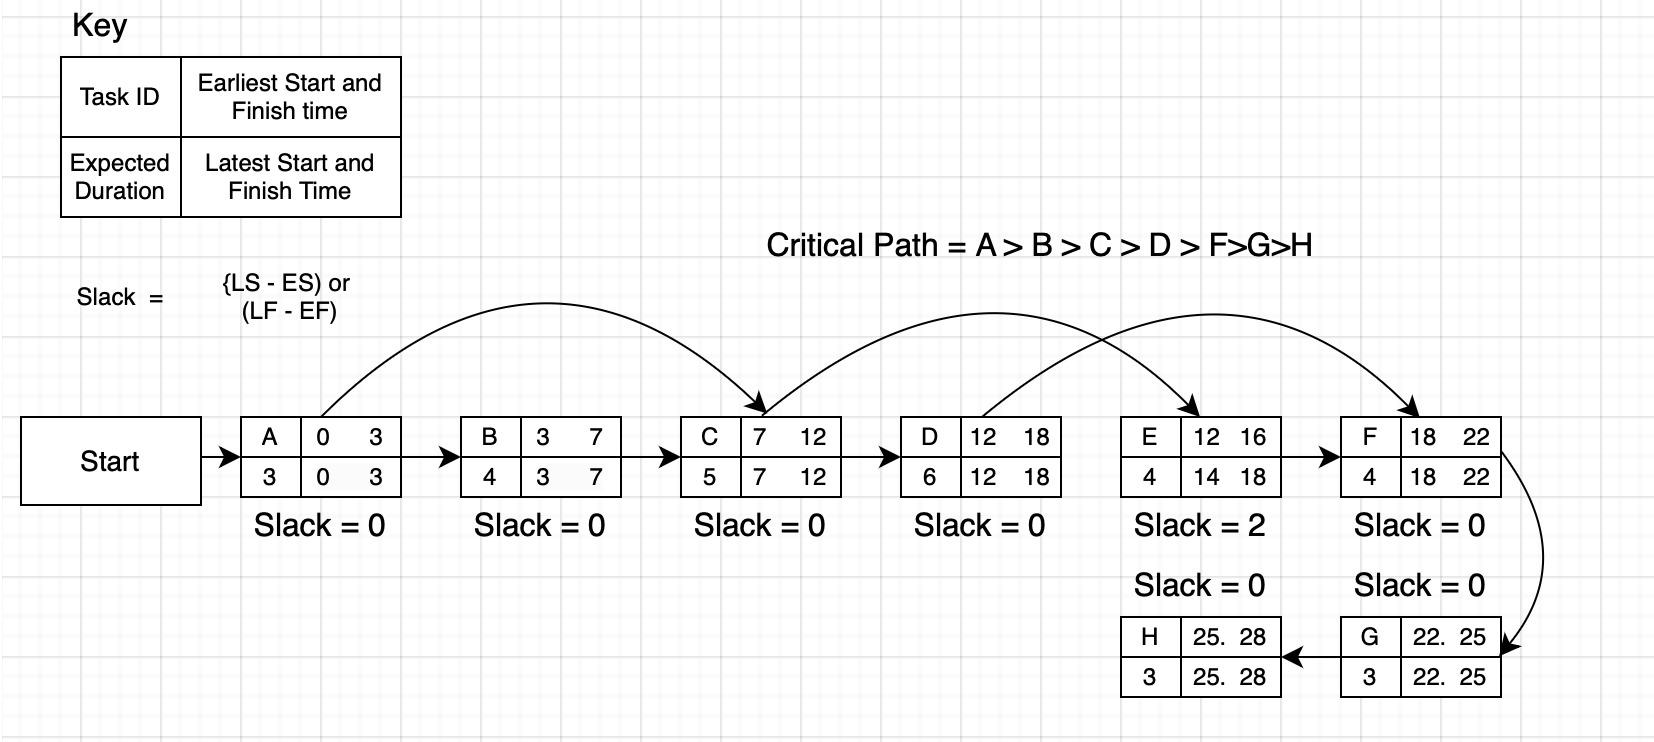 Key
Task ID
Earliest Start and
Finish time
Expected
Duration
Latest Start and
Finish Time
Critical Path = A > B > C > D > F>G>H
Slack =
{LS - ES) or
(LF - EF)
Start
A 0 3
3 0 3
Slack = 0
B 3 7
4 3 7
Slack = 0
C 7 12
5 7 12
Slack = 0
D 12 18
6 12 18
Slack = 0
E 12 16
4 14 18
Slack = 2
F 18 22
4 18 22
Slack = 0
Slack = 0
H 25. 28
3 25. 28
Slack = 0
G 22. 25
3 22. 25